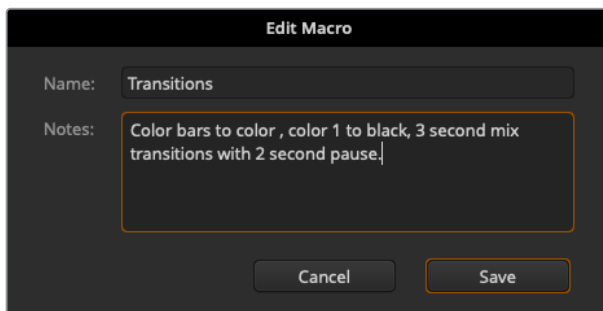 Edit Macro
Name: Transitions
Notes: Color bars to color , color 1 to black, 3 second mix
transitions with 2 second pause.
Cancel Save